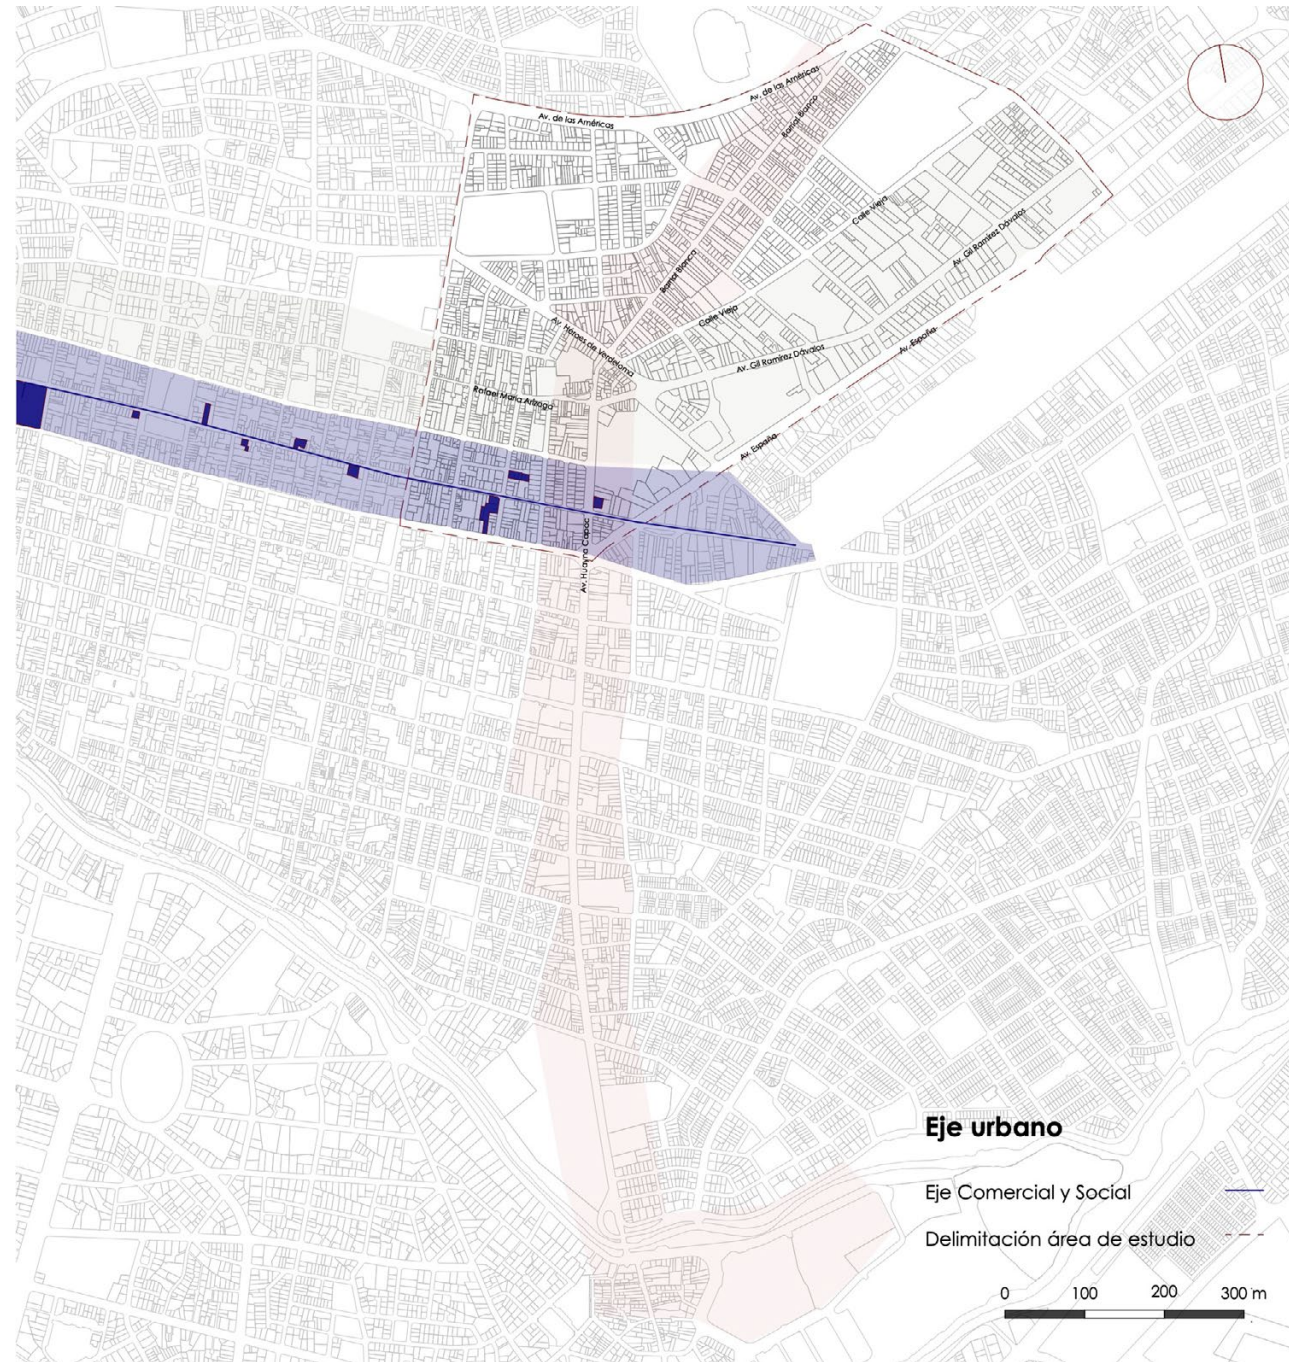 Av. de las Américas
Av. de las Américas
Barrial Blanco
Calle Vieja
Av. Gil Ramírez Dávalos
Barrial Blanco
Calle Vieja
Av. Héroes de Verdeloma
Av. España
Av. Gil Ramírez Dávalos
Rafael María Arízaga
Av. España
Av. Huayna Cápac
Eje urbano
Eje Comercial y Social
Delimitación área de estudio
0 100 200 300 m